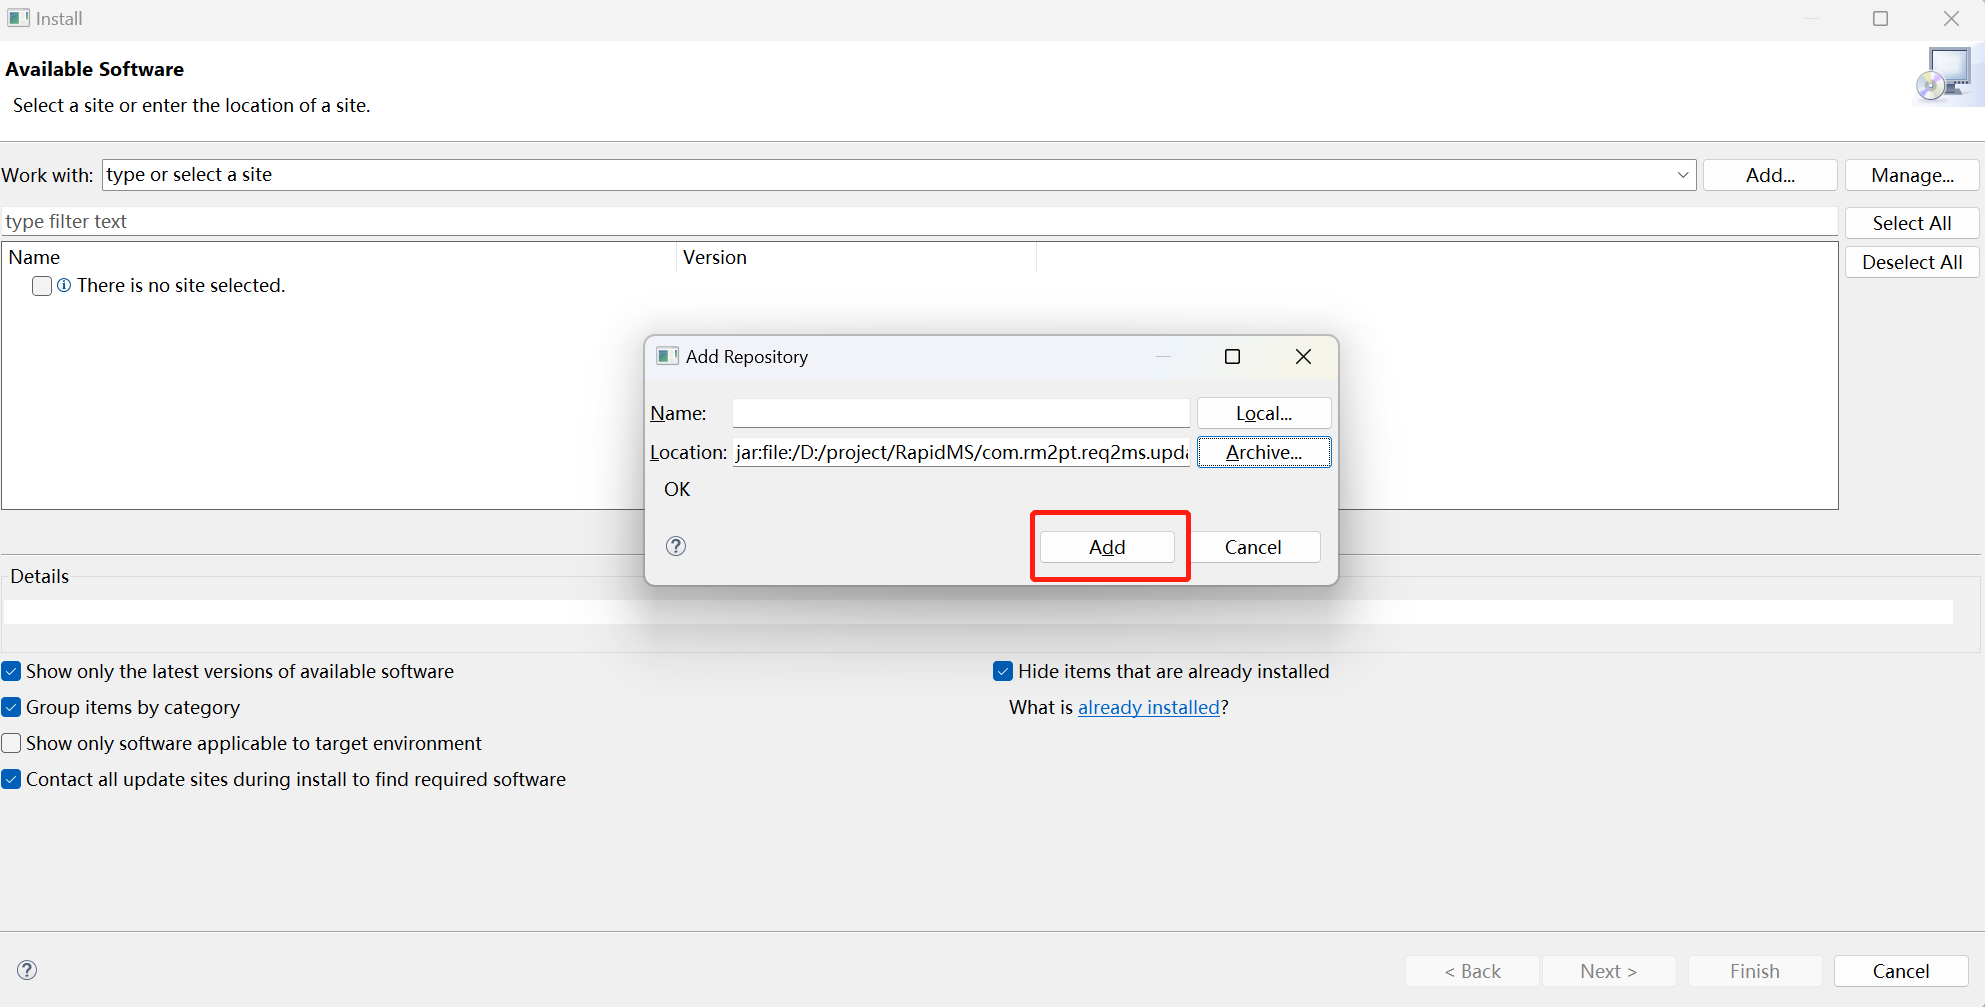 Install
Available Software
Select a site or enter the location of a site.
Work with: type or select a site Add... Manage...
type filter text Select All
Name Version
Deselect All
There is no site selected.
Add Repository
Name: Local...
Location: jar:file:/D:/project/RapidMS/com.rm2pt.req2ms.upda Archive...
OK
Add Cancel
Details
Show only the latest versions of available software Hide items that are already installed
Group items by category What is already installed?
Show only software applicable to target environment
Contact all update sites during install to find required software
< Back Next > Finish Cancel